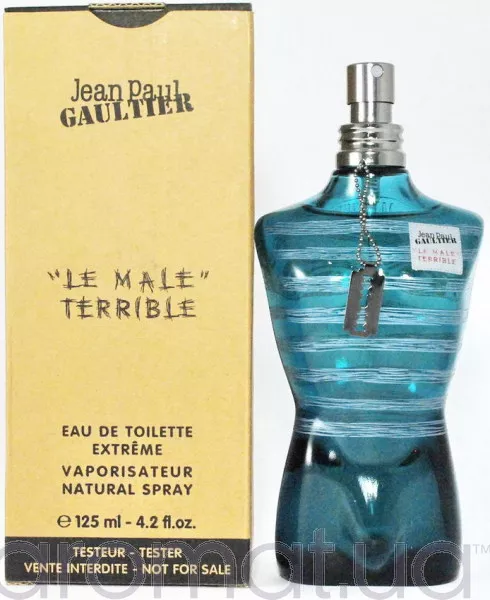 Jean Paul
GAULTIER
"LE MALE"
TERRIBLE
EAU DE TOILETTE
EXTRÊME
VAPORISATEUR
NATURAL SPRAY
e 125 ml - 4.2 fl.oz.
TESTEUR - TESTER
VENTE INTERDITE - NOT FOR SALE
Jean Paul
GAULTIER
"LE MALE"
TERRIBLE
aromat.ua™